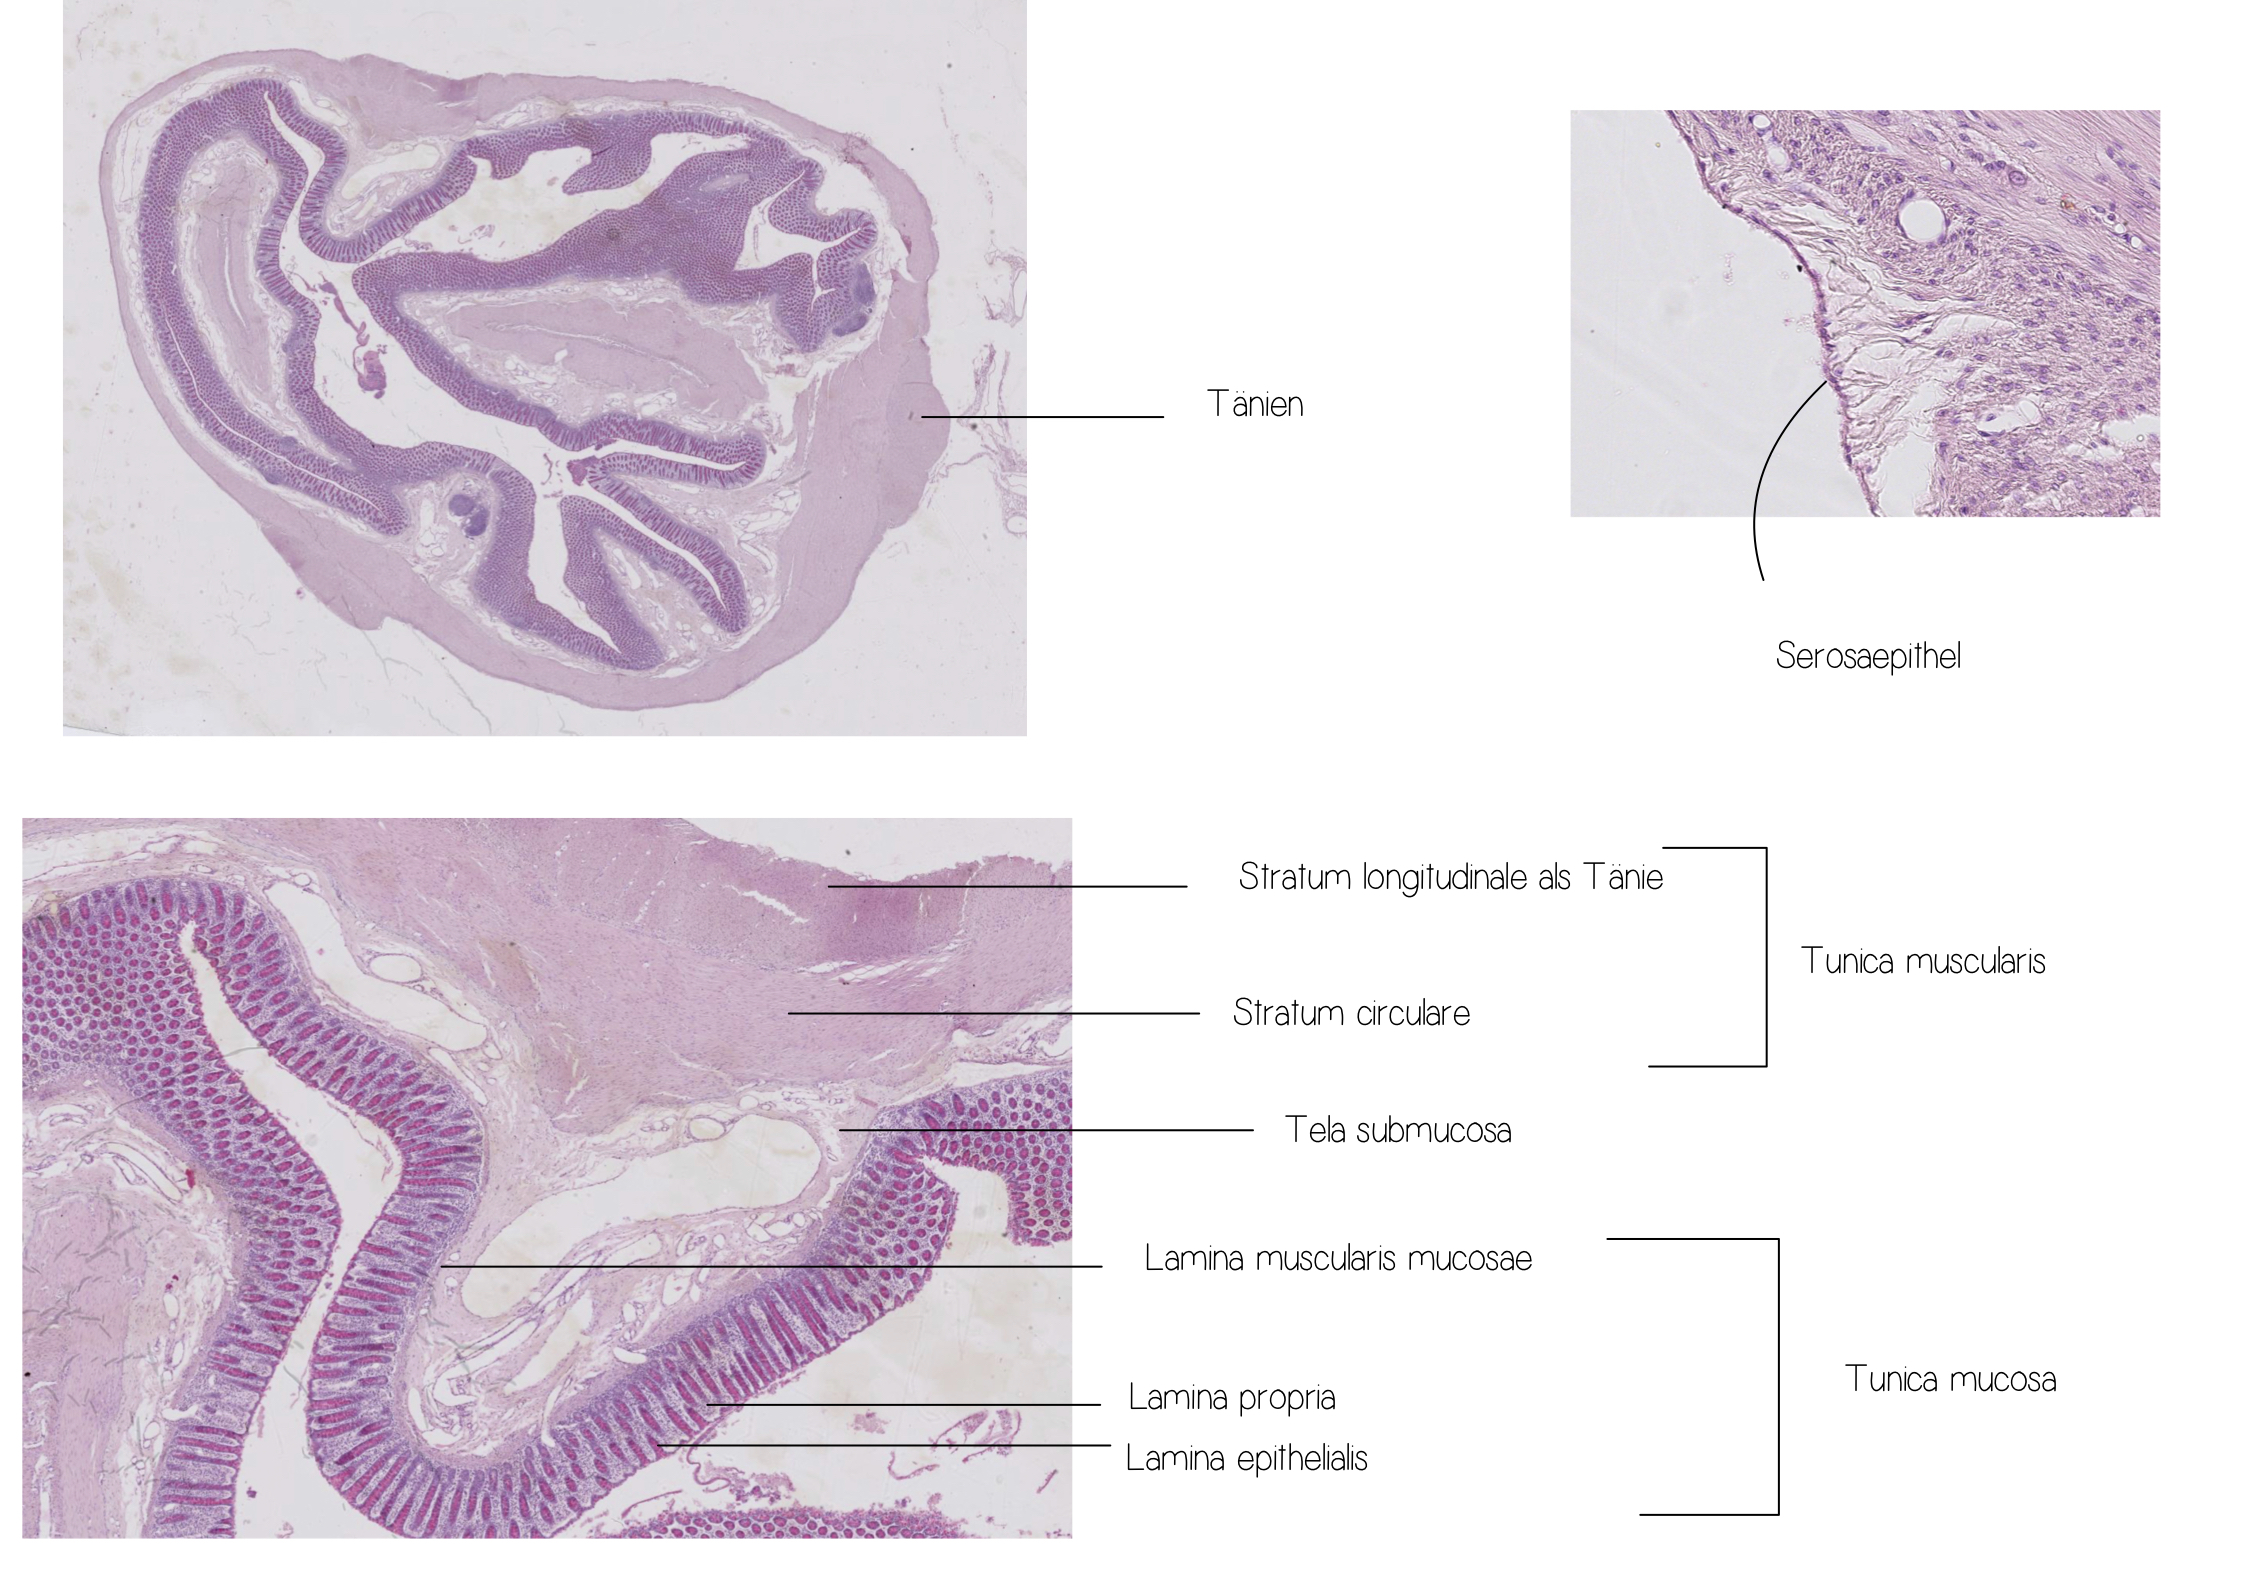 Tänien
Serosaepithel
Stratum longitudinale als Tänie
Tunica muscularis
Stratum circulare
Tela submucosa
Lamina muscularis mucosae
Tunica mucosa
Lamina propria
Lamina epithelialis